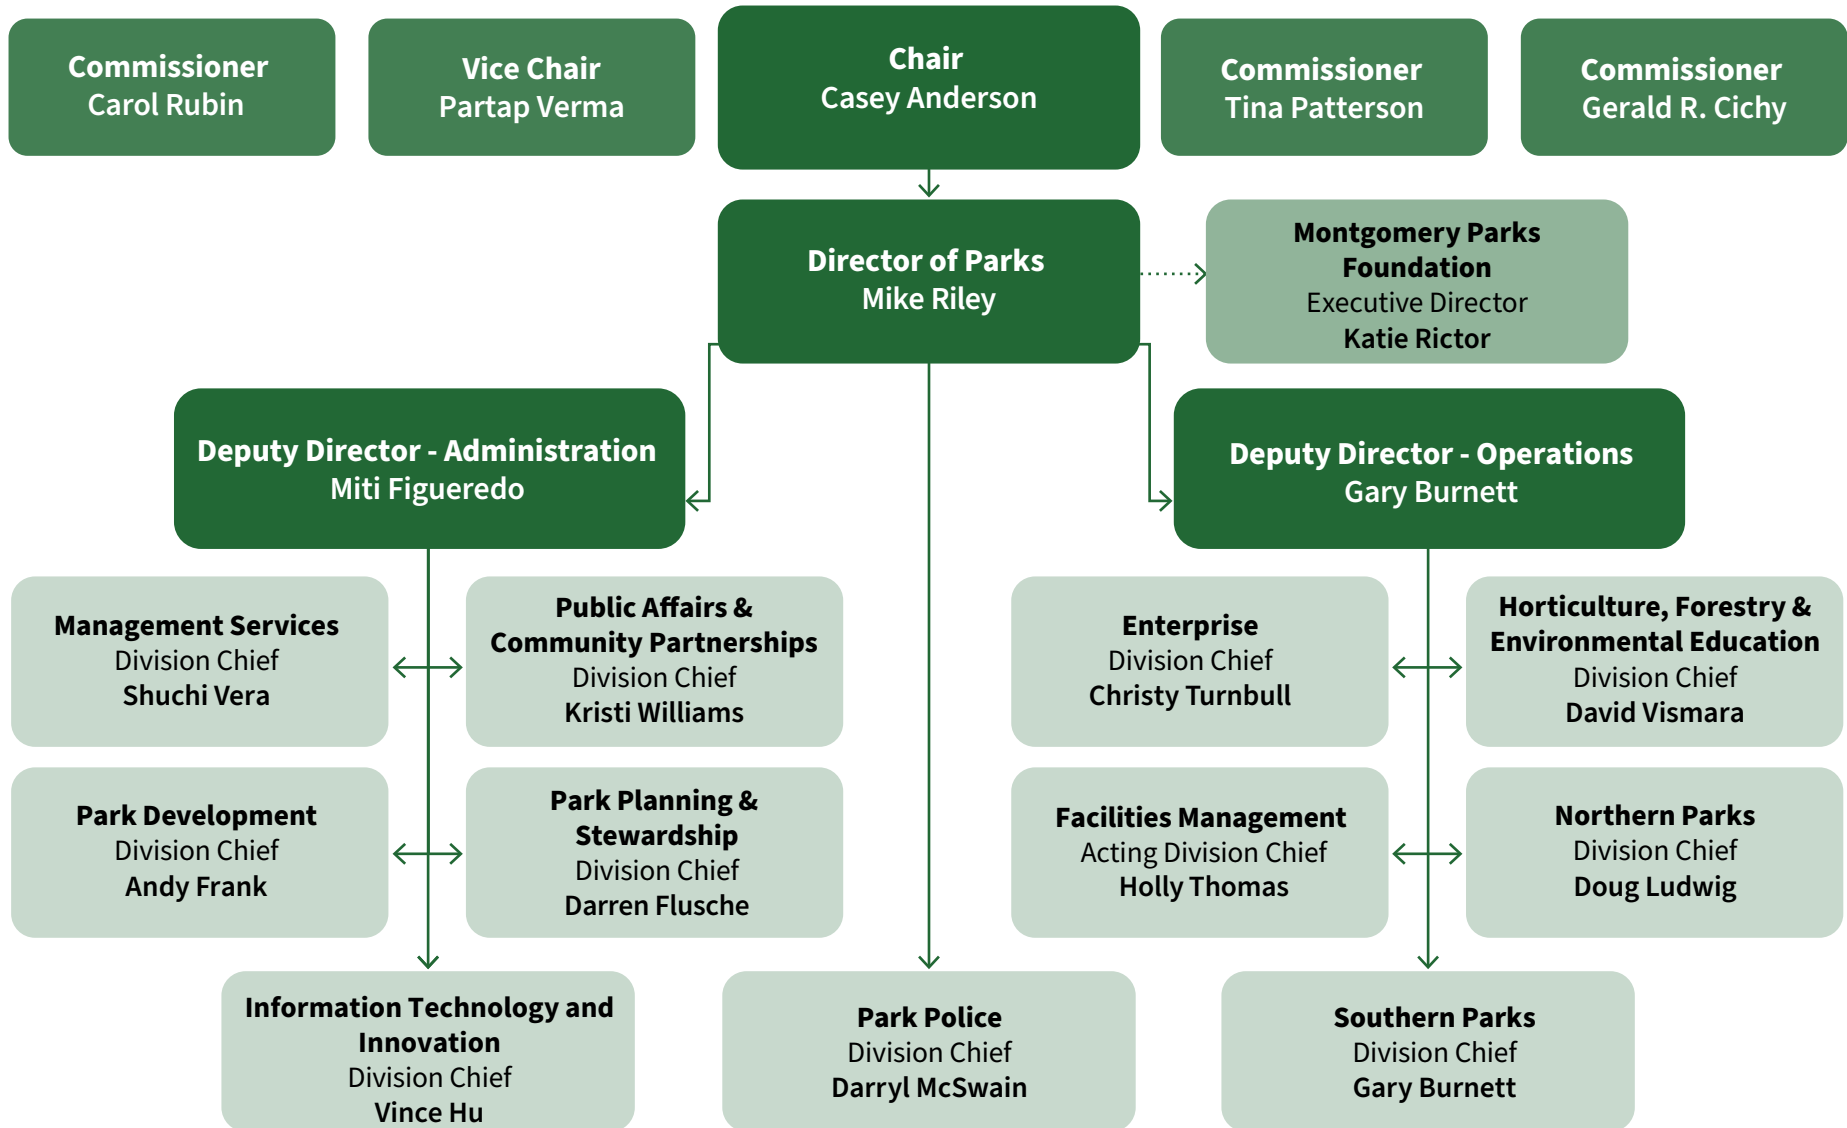 Commissioner
Carol Rubin
Vice Chair
Partap Verma
Chair
Casey Anderson
Commissioner
Tina Patterson
Commissioner
Gerald R. Cichy
Director of Parks
Mike Riley
Montgomery Parks
Foundation
Executive Director
Katie Rictor
Deputy Director - Administration
Miti Figueredo
Deputy Director - Operations
Gary Burnett
Management Services
Division Chief
Shuchi Vera
Public Affairs &
Community Partnerships
Division Chief
Kristi Williams
Enterprise
Division Chief
Christy Turnbull
Horticulture, Forestry &
Environmental Education
Division Chief
David Vismara
Park Development
Division Chief
Andy Frank
Park Planning &
Stewardship
Division Chief
Darren Flusche
Facilities Management
Acting Division Chief
Holly Thomas
Northern Parks
Division Chief
Doug Ludwig
Information Technology and
Innovation
Division Chief
Vince Hu
Park Police
Division Chief
Darryl McSwain
Southern Parks
Division Chief
Gary Burnett